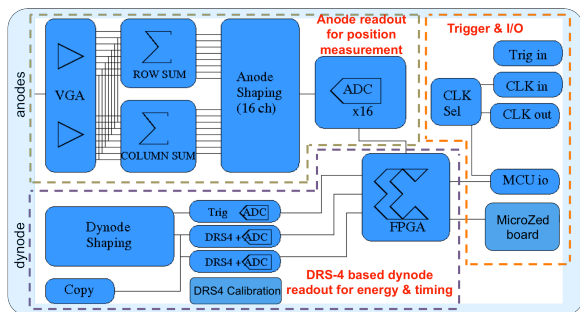 anodes
VGA
ROW SUM
COLUMN SUM
Anode
Shaping
(16 ch)
Anode readout
for position
measurement
ADC
x16
Trigger & I/O
Trig in
CLK in
CLK out
CLK
Sel
MCU io
MicroZed
board
FPGA
dynode
Dynode
Shaping
Copy
Trig
ADC
DRS4 +
ADC
DRS4 +
ADC
DRS4 Calibration
DRS-4 based dynode
readout for energy & timing